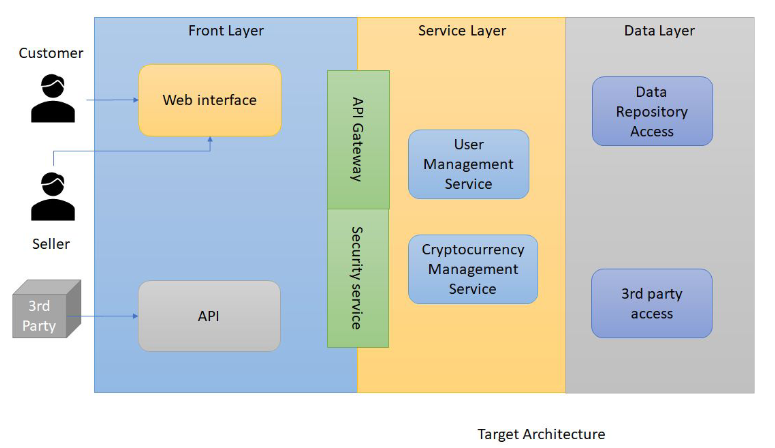 Front Layer
Service Layer
Data Layer
Customer
Web interface
API Gateway
Data
Repository
Access
User
Management
Service
Seller
Security service
Cryptocurrency
Management
Service
3rd
Party
API
3rd party
access
Target Architecture